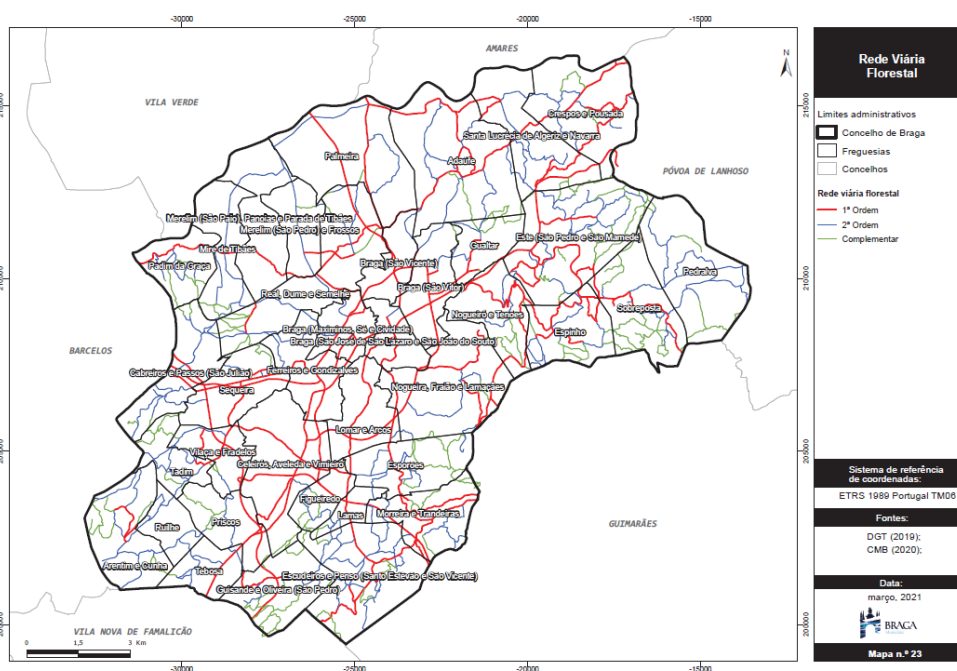 -30000
-25000
-20000
-15000
AMARES
N
VILA VERDE
PÓVOA DE LANHOSO
BARCELOS
GUIMARÃES
VILA NOVA DE FAMALICÃO
Crespos e Pousada
Santa Lucrécia de Algeriz e Navarra
Palmeira
Adaúfe
Merelim (São Paio), Panoias e Parada de Tibães
Merelim (São Pedro) e Frossos
Gualtar
Este (São Pedro e São Mamede)
Mire de Tibães
Padim da Graça
Braga (São Vicente)
Pedralva
Braga (São Vítor)
Real, Dume e Semelhe
Sobreposta
Nogueiró e Tenões
Espinho
Braga (Maximinos, Sé e Cividade)
Braga (São José de São Lázaro e São João do Souto)
Cabreiros e Passos (São Julião)
Ferreiros e Gondizalves
Sequeira
Nogueira, Fraião e Lamaçães
Lomar e Arcos
Vilaça e Fradelos
Celeirós, Aveleda e Vimieiro
Esporões
Tadim
Figueiredo
Lamas
Morreira e Trandeiras
Ruilhe
Priscos
Arentim e Cunha
Tebosa
Escudeiros e Penso (Santo Estêvão e São Vicente)
Guisande e Oliveira (São Pedro)
215000
210000
205000
200000
0 1,5 3 Km
-30000
-25000
-20000
-15000
Rede Viária
Florestal
Limites administrativos
Concelho de Braga
Freguesias
Concelhos
Rede viária florestal
1ª Ordem
2ª Ordem
Complementar
Sistema de referência
de coordenadas:
ETRS 1989 Portugal TM06
Fontes:
DGT (2019);
CMB (2020);
Data:
março, 2021
BRAGA
Mapa n.º 23